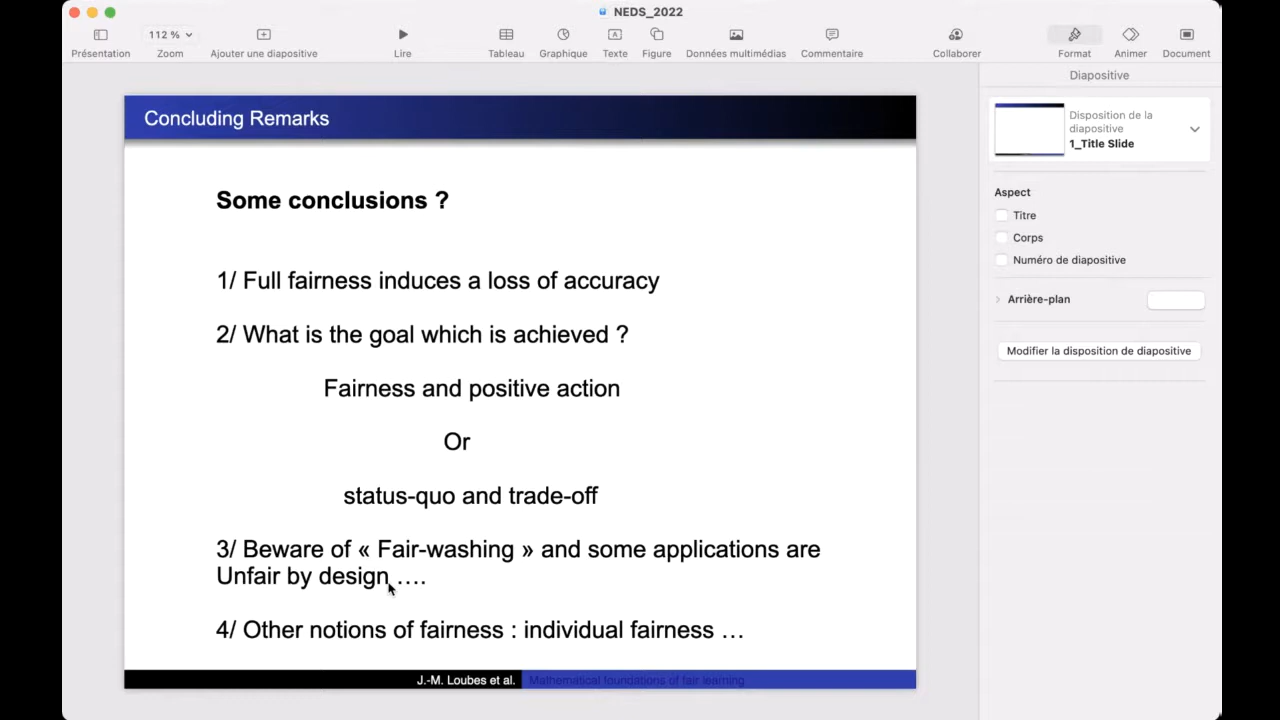 NEDS_2022
112 %
Présentation
Zoom
Ajouter une diapositive
Lire
Tableau
Graphique
Texte
Figure
Données multimédias
Commentaire
Collaborer
Format
Animer
Document
Diapositive
Disposition de la
diapositive
1_Title Slide
Aspect
Titre
Corps
Numéro de diapositive
Arrière-plan
Modifier la disposition de diapositive
Concluding Remarks
Some conclusions ?
1/ Full fairness induces a loss of accuracy
2/ What is the goal which is achieved ?
Fairness and positive action
Or
status-quo and trade-off
3/ Beware of « Fair-washing » and some applications are
Unfair by design ….
4/ Other notions of fairness : individual fairness …
J.-M. Loubes et al.
Mathematical foundations of fair learning